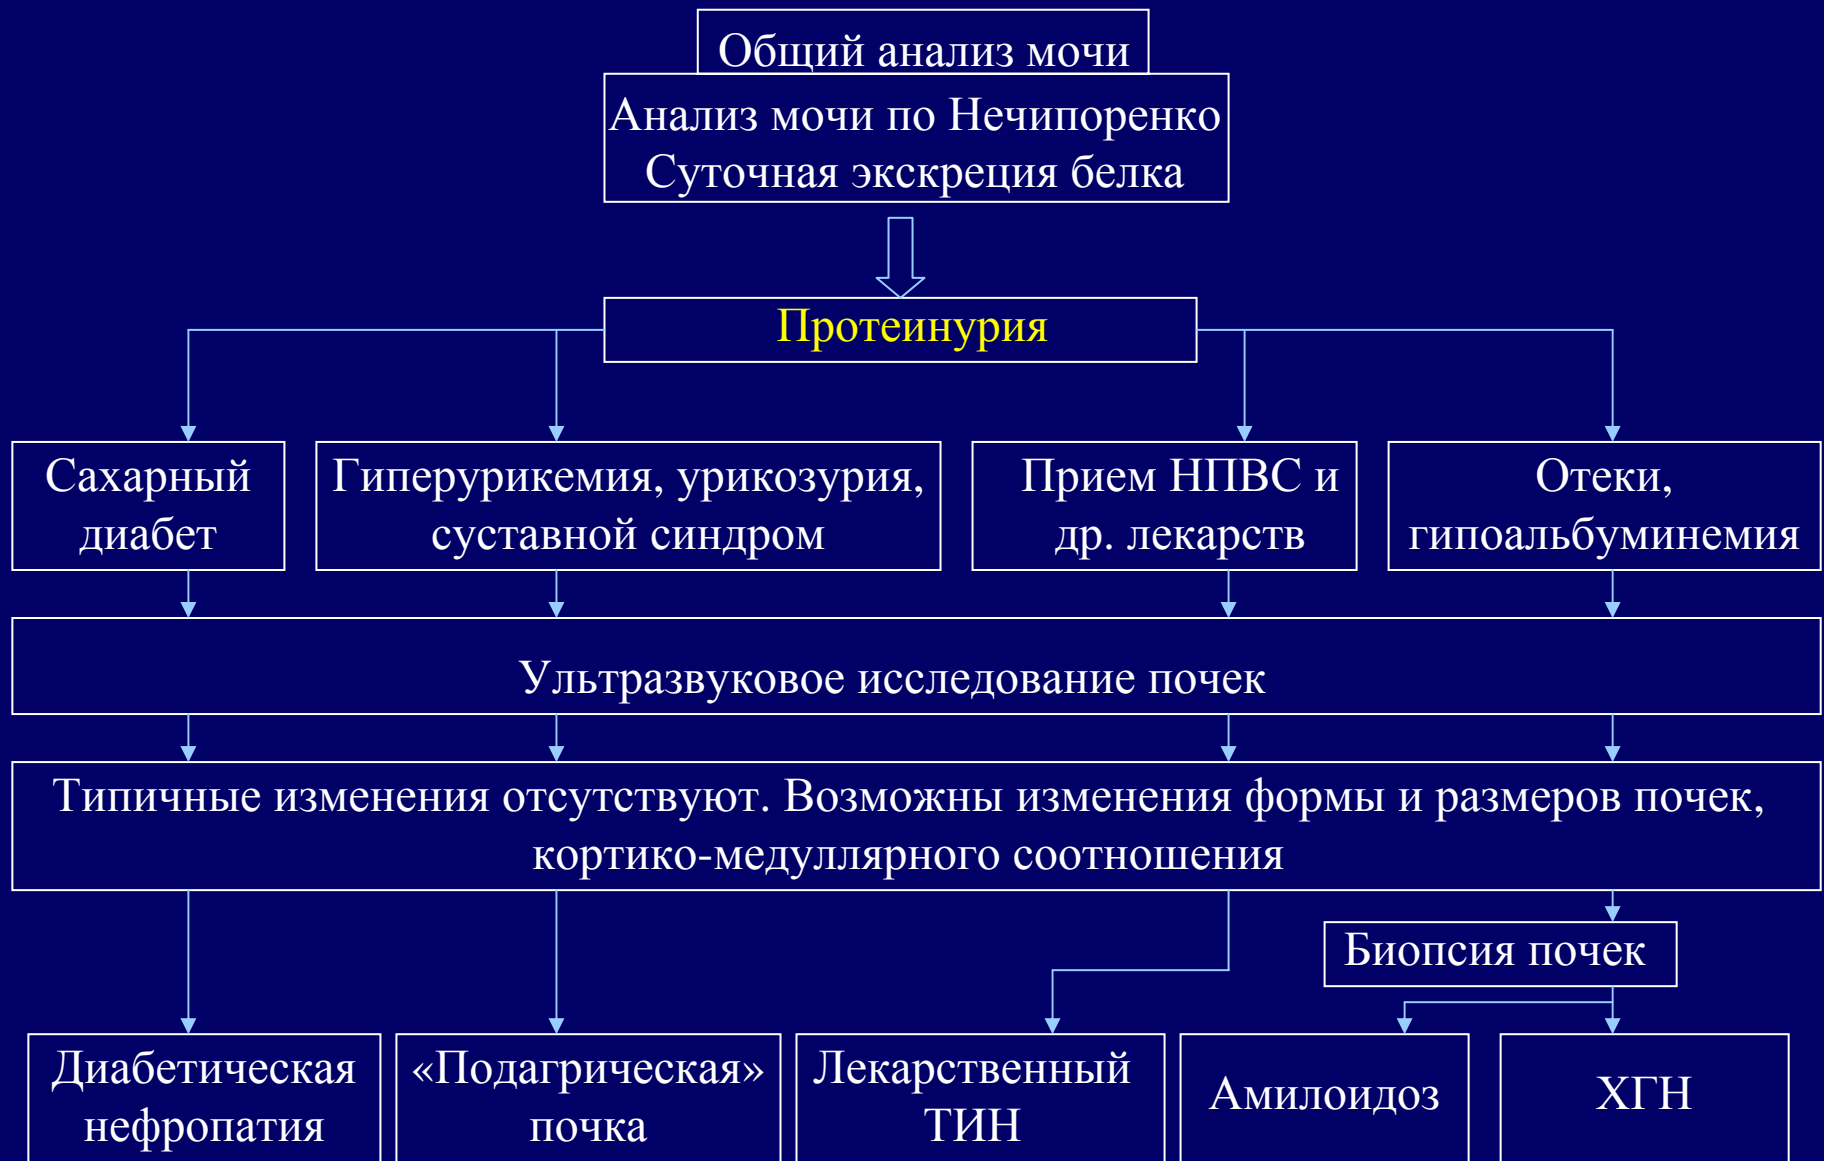 Общий анализ мочи
Анализ мочи по Нечипоренко
Суточная экскреция белка
Протеинурия
Сахарный
диабет
Гиперурикемия, урикозурия,
суставной синдром
Прием НПВС и
др. лекарств
Отеки,
гипоальбуминемия
Ультразвуковое исследование почек
Типичные изменения отсутствуют. Возможны изменения формы и размеров почек,
кортико-медуллярного соотношения
Биопсия почек
Диабетическая
нефропатия
«Подагрическая»
почка
Лекарственный
ТИН
Амилоидоз
ХГН